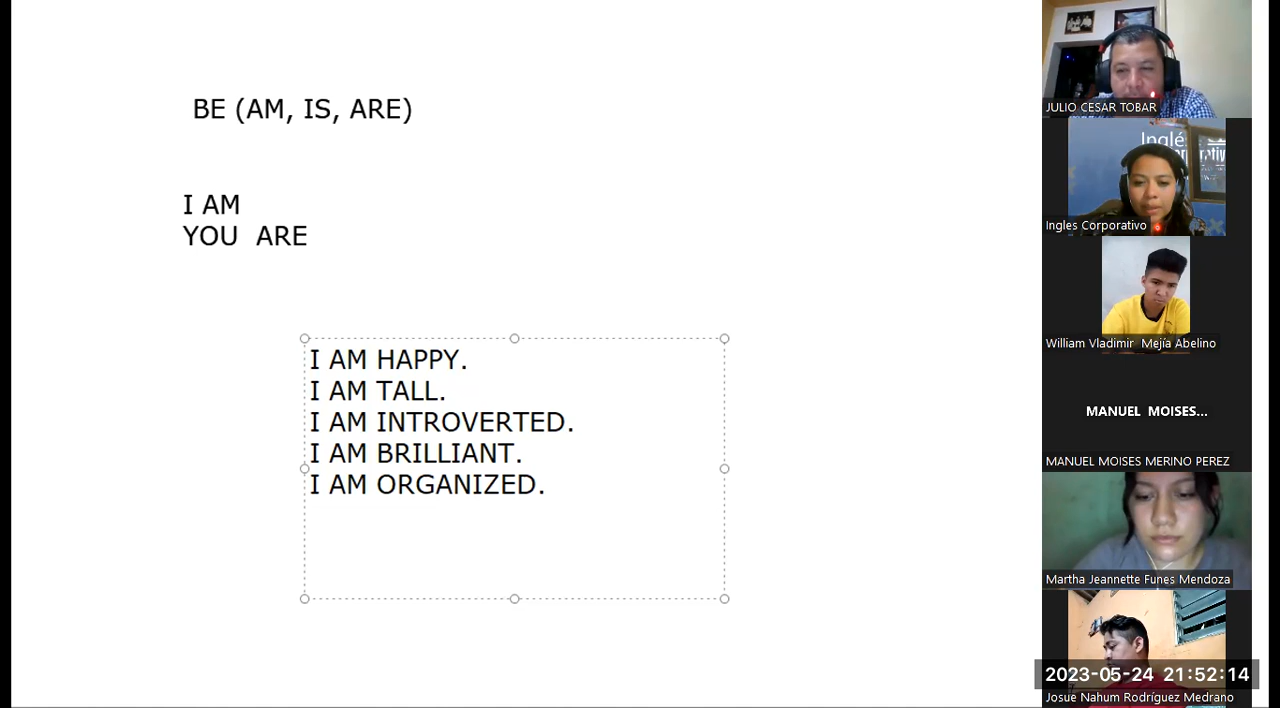 BE (AM, IS, ARE)
I AM
YOU ARE
I AM HAPPY.
I AM TALL.
I AM INTROVERTED.
I AM BRILLIANT.
I AM ORGANIZED.
JULIO CESAR TOBAR
Inglé
Ingles Corporativo
William Vladimir Mejía Abelino
MANUEL MOISES...
MANUEL MOISES MERINO PEREZ
Martha Jeannette Funes Mendoza
2023-05-24 21:52:14
Josue Nahum Rodríguez Medrano